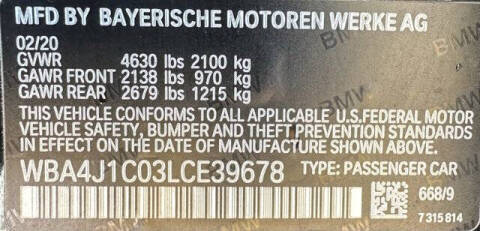 MFD BY BAYERISCHE MOTOREN WERKE AG
02/20
GVWR 4630 lbs 2100 kg
GAWR FRONT 2138 lbs 970 kg
GAWR REAR 2679 lbs 1215 kg
THIS VEHICLE CONFORMS TO ALL APPLICABLE U.S.FEDERAL MOTOR
VEHICLE SAFETY, BUMPER AND THEFT PREVENTION STANDARDS
IN EFFECT ON THE DATE OF MANUFACTURE SHOWN ABOVE.
WBA4J1C03LCE39678 TYPE: PASSENGER CAR
668/9
7 315 814